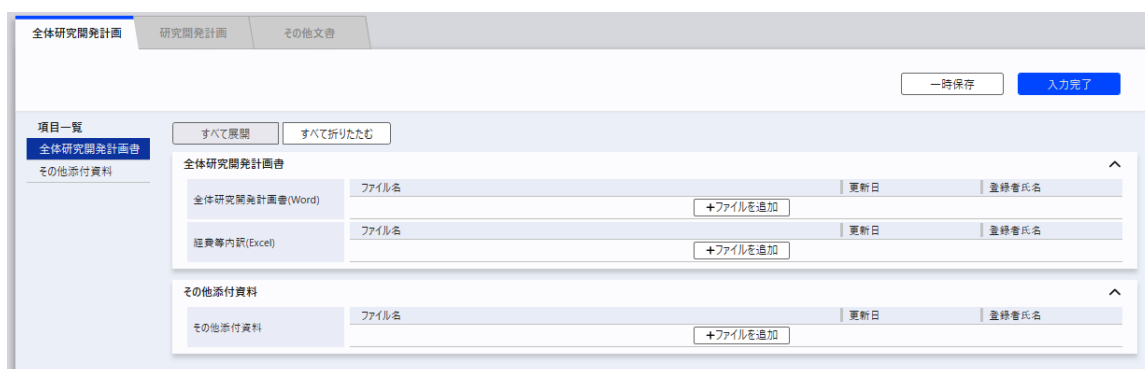 全体研究開発計画 研究開発計画 その他文書
一時保存 入力完了
項目一覧
全体研究開発計画書
その他添付資料
すべて展開 すべて折りたたむ
全体研究開発計画書
全体研究開発計画書(Word)
ファイル名 更新日 登録者氏名
+ファイルを追加
経費等内訳(Excel)
ファイル名 更新日 登録者氏名
+ファイルを追加
その他添付資料
その他添付資料
ファイル名 更新日 登録者氏名
+ファイルを追加